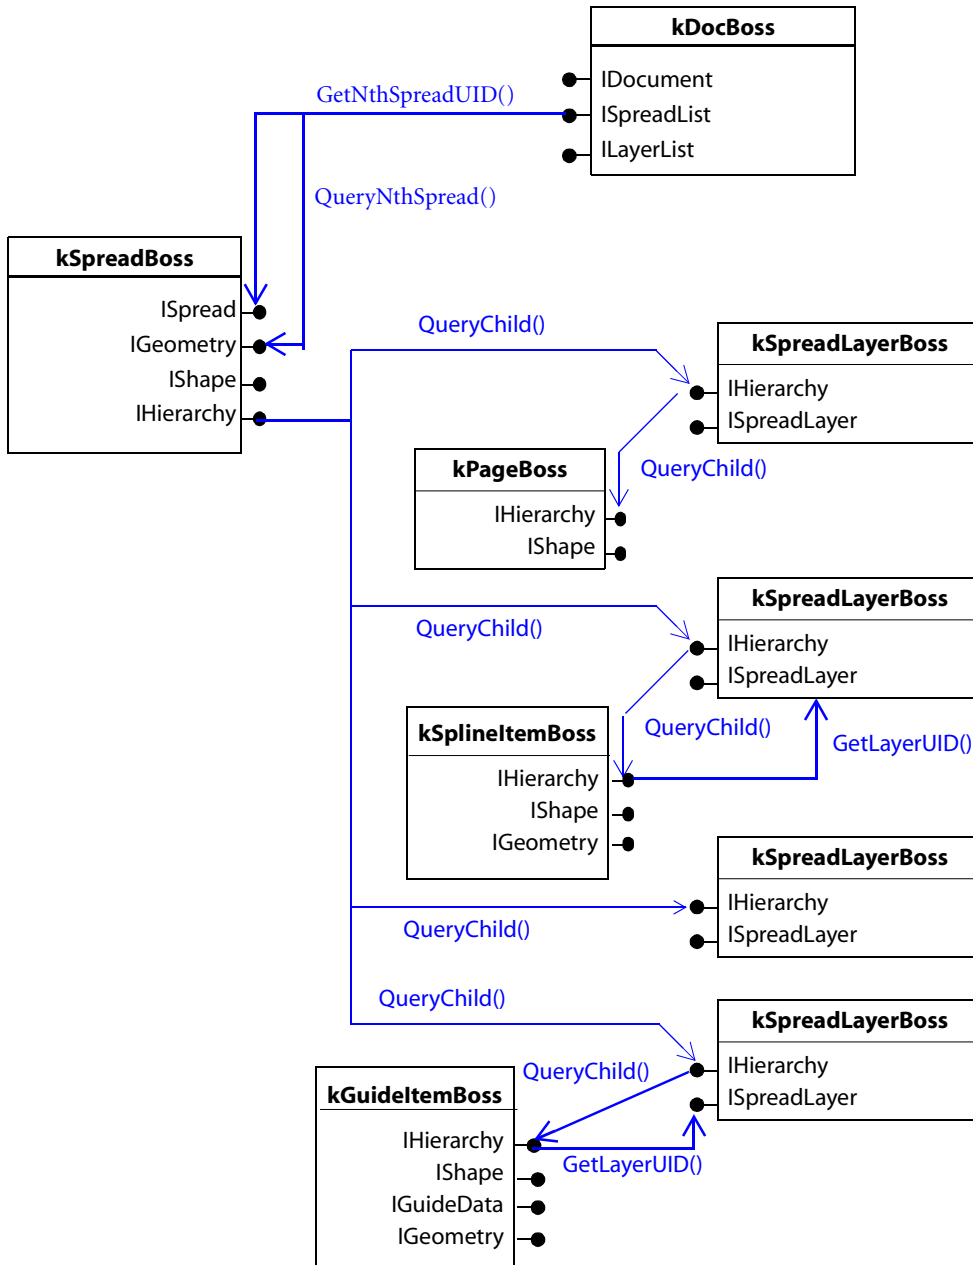 kDocBoss
IDocument
ISpreadList
ILayerList
GetNthSpreadUID()
QueryNthSpread()
kSpreadBoss
ISpread
IGeometry
IShape
IHierarchy
QueryChild()
kSpreadLayerBoss
IHierarchy
ISpreadLayer
QueryChild()
kPageBoss
IHierarchy
IShape
QueryChild()
kSpreadLayerBoss
IHierarchy
ISpreadLayer
QueryChild()
GetLayerUID()
kSplineItemBoss
IHierarchy
IShape
IGeometry
QueryChild()
kSpreadLayerBoss
IHierarchy
ISpreadLayer
QueryChild()
kSpreadLayerBoss
IHierarchy
ISpreadLayer
QueryChild()
GetLayerUID()
kGuideItemBoss
IHierarchy
IShape
IGuideData
IGeometry